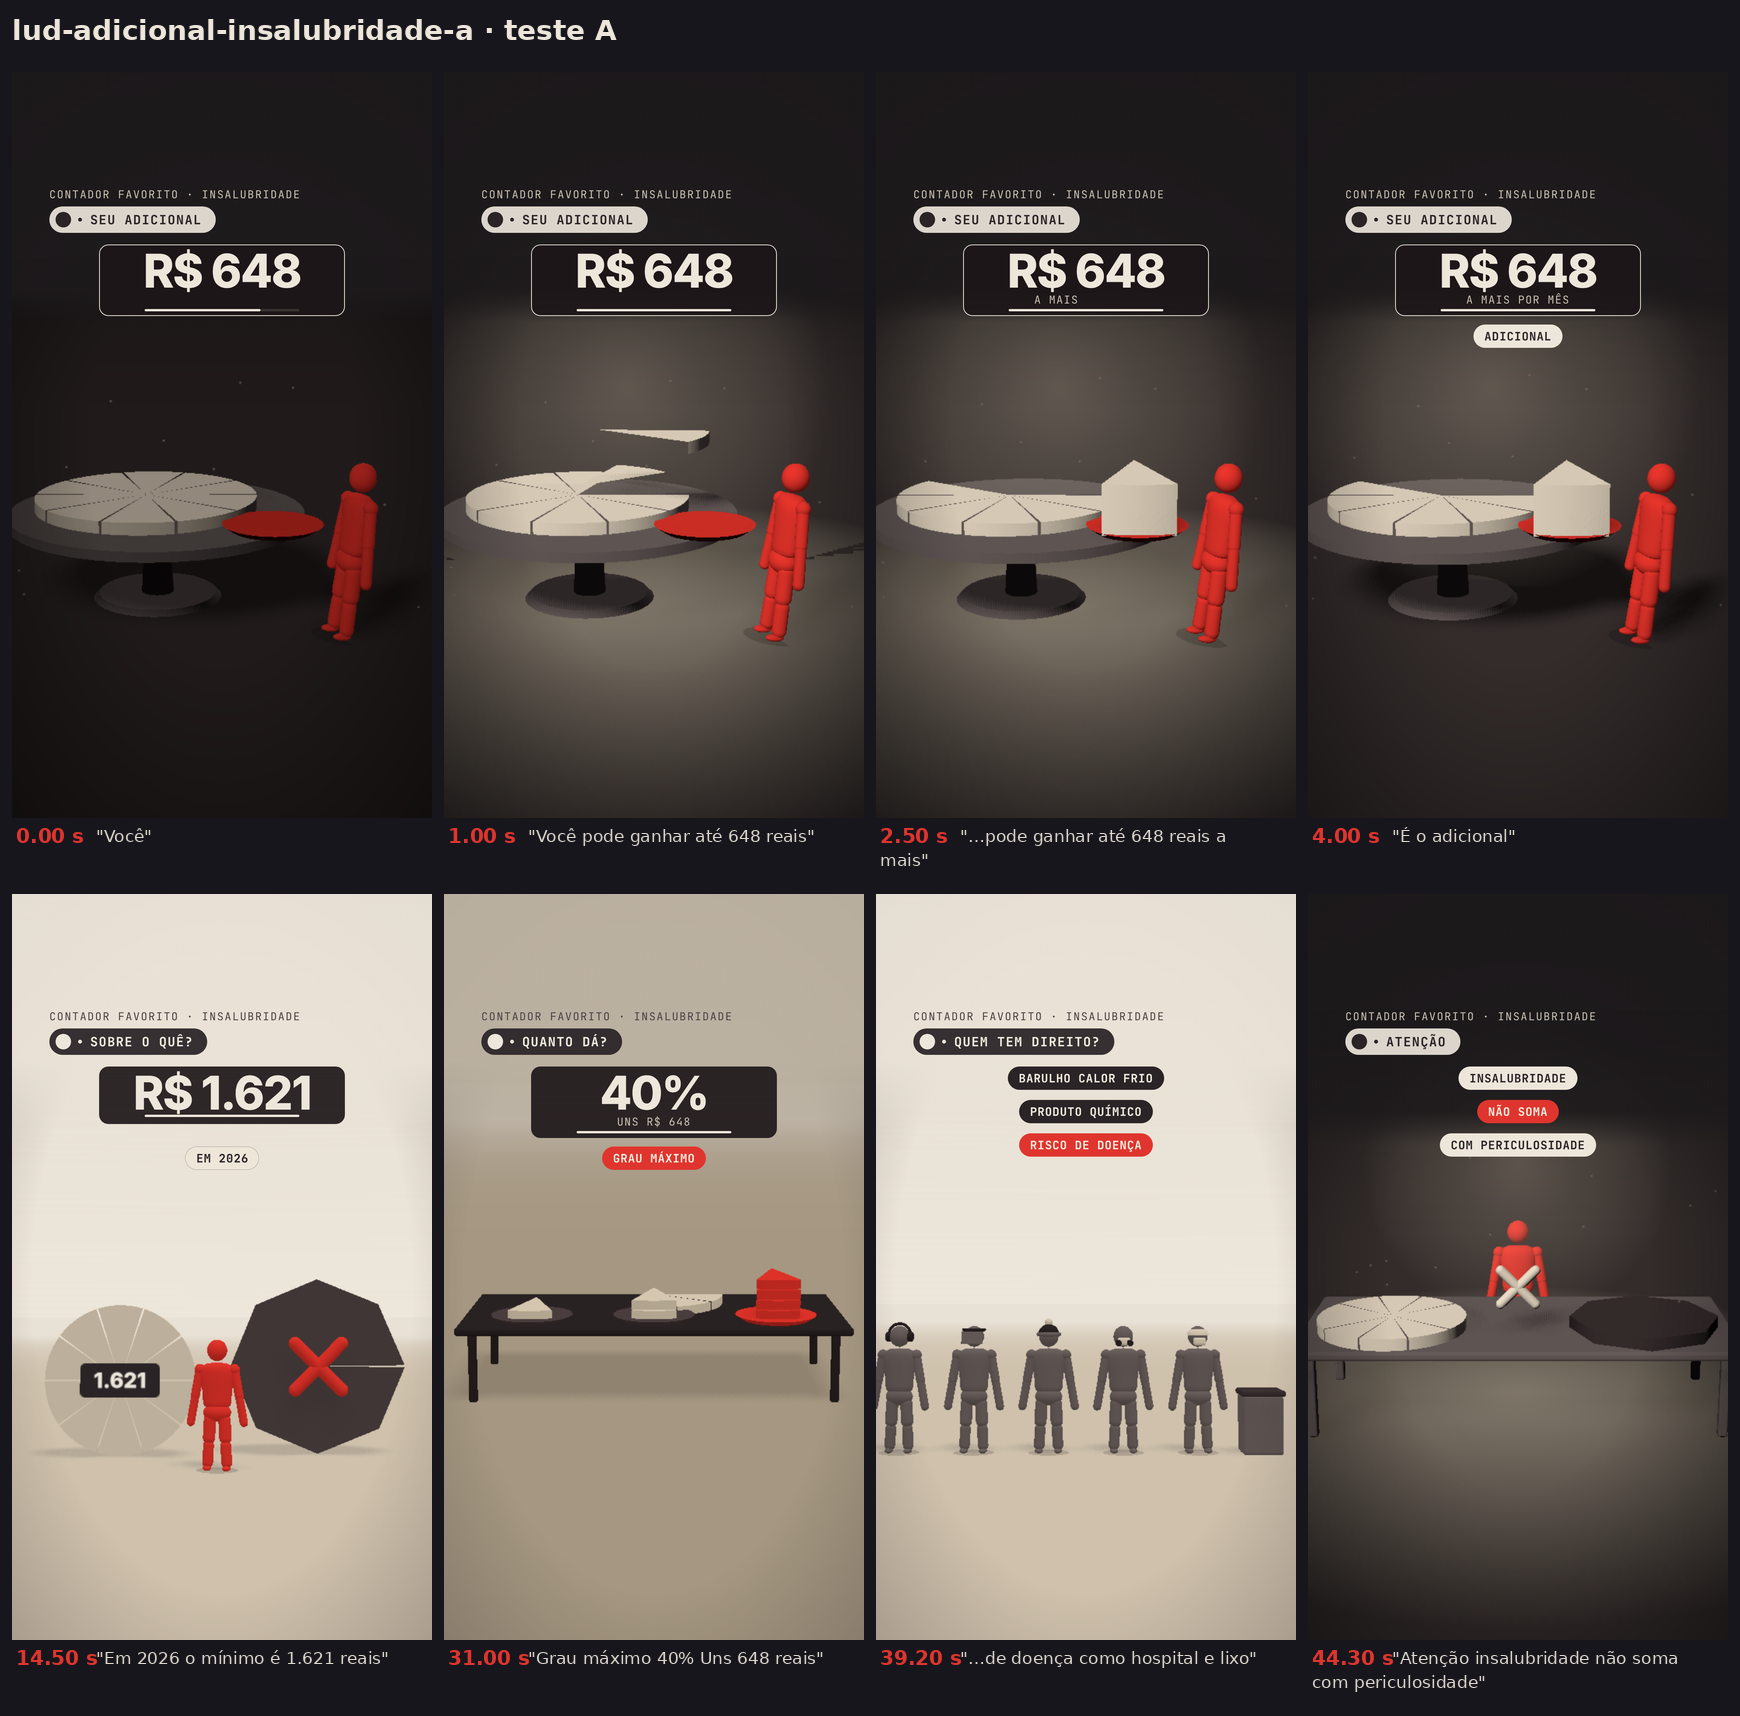 lud-adicional-insalubridade-a · teste A
CONTADOR FAVORITO · INSALUBRIDADE
• SEU ADICIONAL
R$ 648
0.00 s "Você"
CONTADOR FAVORITO · INSALUBRIDADE
• SEU ADICIONAL
R$ 648
1.00 s "Você pode ganhar até 648 reais"
CONTADOR FAVORITO · INSALUBRIDADE
• SEU ADICIONAL
R$ 648
A MAIS
2.50 s "...pode ganhar até 648 reais a
mais"
CONTADOR FAVORITO · INSALUBRIDADE
• SEU ADICIONAL
R$ 648
A MAIS POR MÊS
ADICIONAL
4.00 s "É o adicional"
CONTADOR FAVORITO · INSALUBRIDADE
• SOBRE O QUÊ?
R$ 1.621
EM 2026
1.621
14.50 s "Em 2026 o mínimo é 1.621 reais"
CONTADOR FAVORITO · INSALUBRIDADE
• QUANTO DÁ?
40%
UNS R$ 648
GRAU MÁXIMO
31.00 s "Grau máximo 40% Uns 648 reais"
CONTADOR FAVORITO · INSALUBRIDADE
• QUEM TEM DIREITO?
BARULHO CALOR FRIO
PRODUTO QUÍMICO
RISCO DE DOENÇA
39.20 s "...de doença como hospital e lixo"
CONTADOR FAVORITO · INSALUBRIDADE
• ATENÇÃO
INSALUBRIDADE
NÃO SOMA
COM PERICULOSIDADE
44.30 s "Atenção insalubridade não soma
com periculosidade"